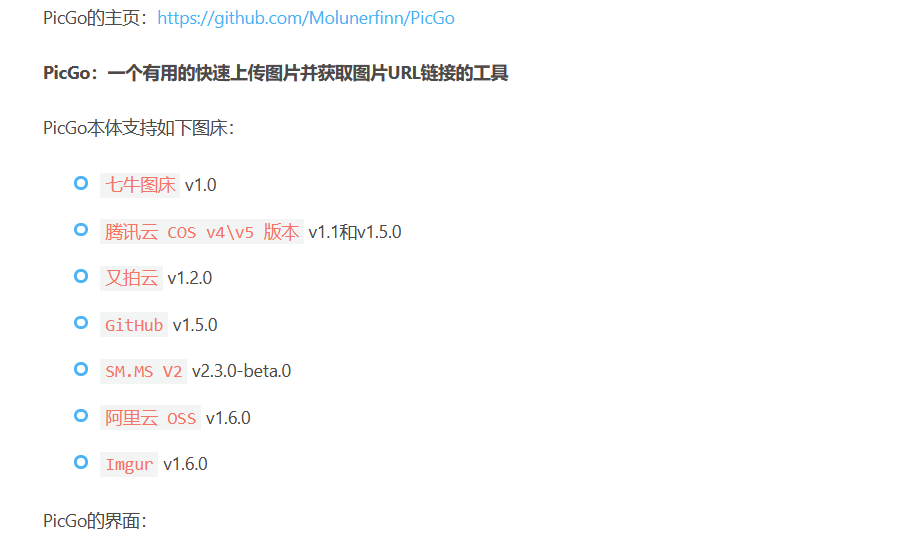 PicGo的主页：https://github.com/Molunerfinn/PicGo
PicGo：一个有用的快速上传图片并获取图片URL链接的工具
PicGo本体支持如下图床：
七牛图床 v1.0
腾讯云 COS v4\v5 版本 v1.1和v1.5.0
又拍云 v1.2.0
GitHub v1.5.0
SM.MS V2 v2.3.0-beta.0
阿里云 OSS v1.6.0
Imgur v1.6.0
PicGo的界面：